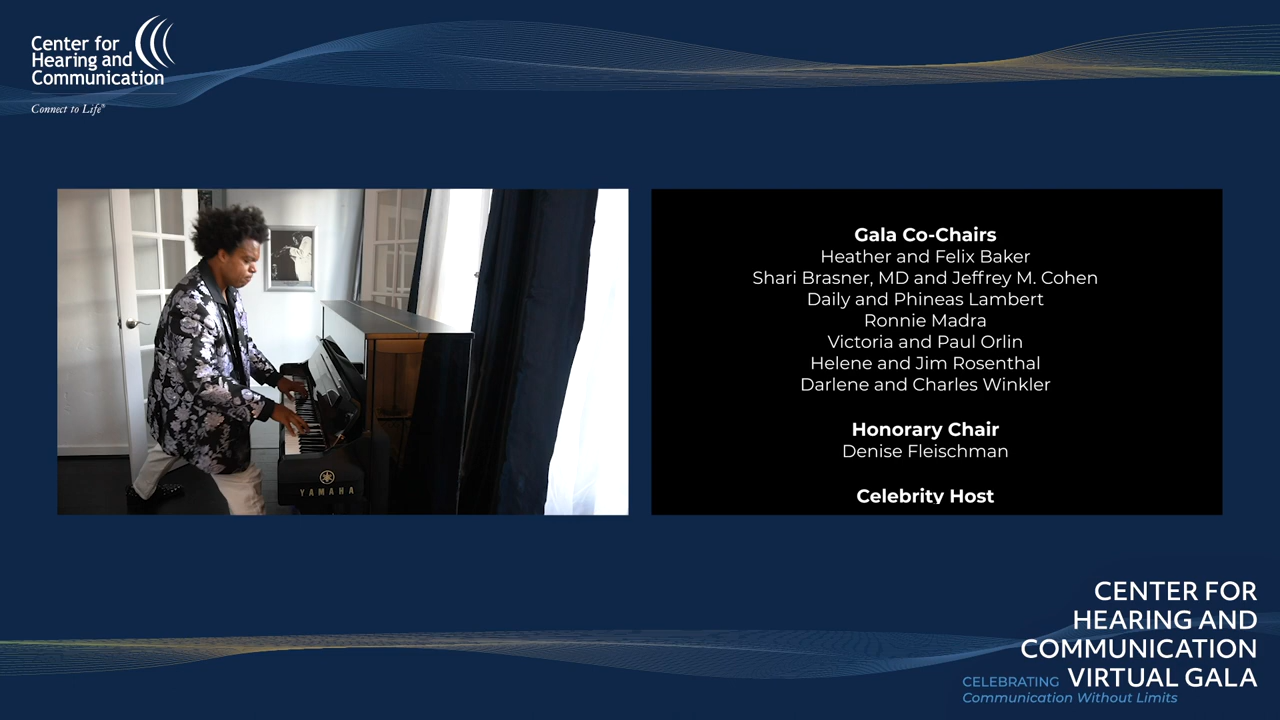 Center for
Hearing and
Communication
Connect to Life®
YAMAHA
Gala Co-Chairs
Heather and Felix Baker
Shari Brasner, MD and Jeffrey M. Cohen
Daily and Phineas Lambert
Ronnie Madra
Victoria and Paul Orlin
Helene and Jim Rosenthal
Darlene and Charles Winkler
Honorary Chair
Denise Fleischman
Celebrity Host
CENTER FOR
HEARING AND
COMMUNICATION
CELEBRATING VIRTUAL GALA
Communication Without Limits